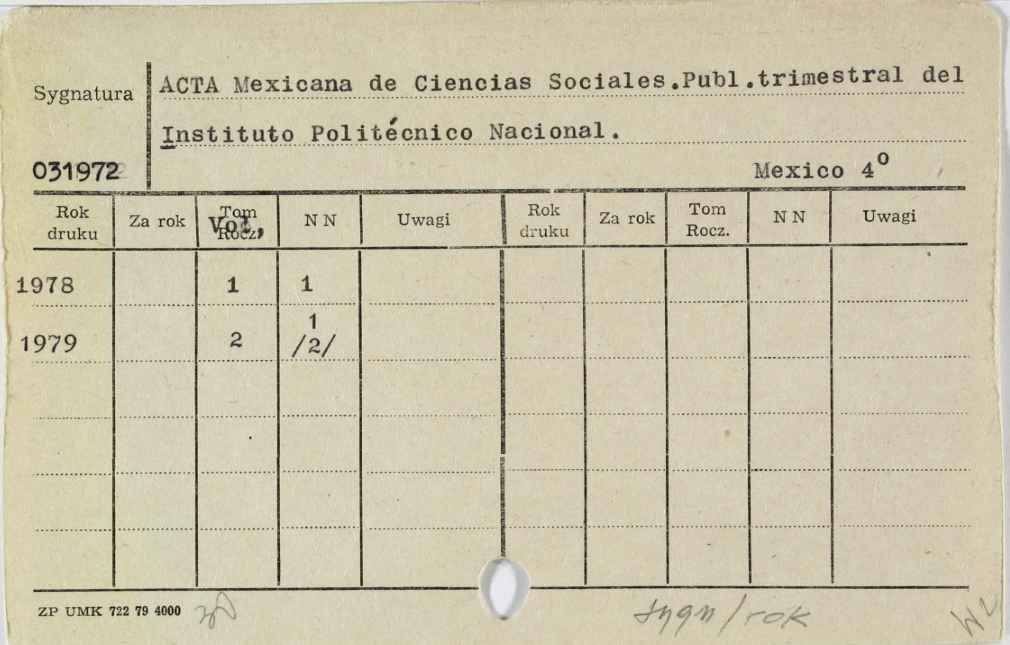 ACTA Mexicana de Ciencias Sociales.Publ.trimestral del
Sygnatura
Instituto Politécnico Nacional.
031972
Mexico 4º
Rok druku Za rok Tom Rocz. Vol, N N Uwagi Rok druku Za rok Tom Rocz. N N Uwagi
1978 1 1
1979 2 1
/2/
ZP UMK 722 79 4000
sygn/rok